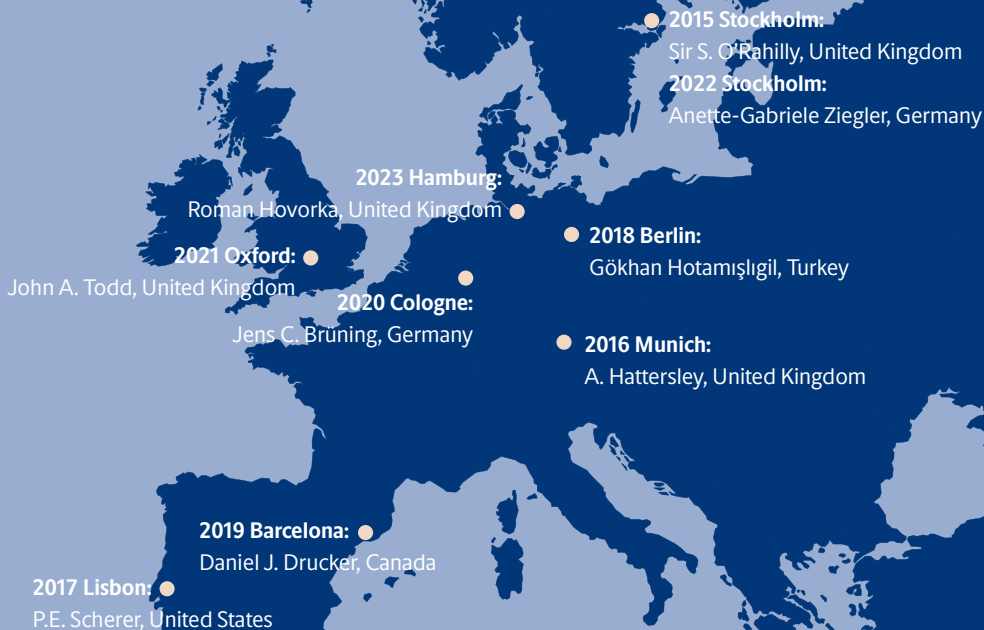 2015 Stockholm:
Sir S. O'Rahilly, United Kingdom
2022 Stockholm:
Anette-Gabriele Ziegler, Germany
2023 Hamburg:
Roman Hovorka, United Kingdom
2018 Berlin:
Gökhan Hotamışlıgil, Turkey
2021 Oxford:
John A. Todd, United Kingdom
2020 Cologne:
Jens C. Brüning, Germany
2016 Munich:
A. Hattersley, United Kingdom
2019 Barcelona:
Daniel J. Drucker, Canada
2017 Lisbon:
P.E. Scherer, United States